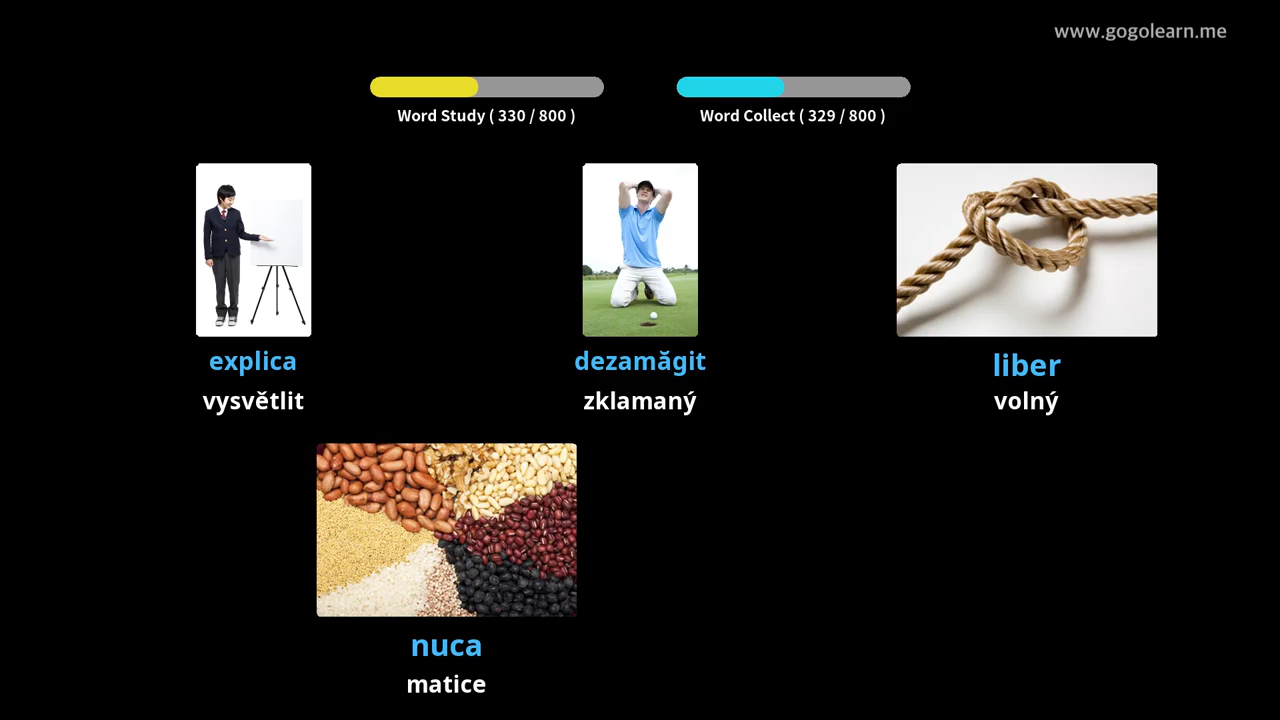 www.gogolearn.me
Word Study ( 330 / 800 )
Word Collect ( 329 / 800 )
explica
dezamăgit
liber
vysvětlit
zklamaný
volný
nuca
matice